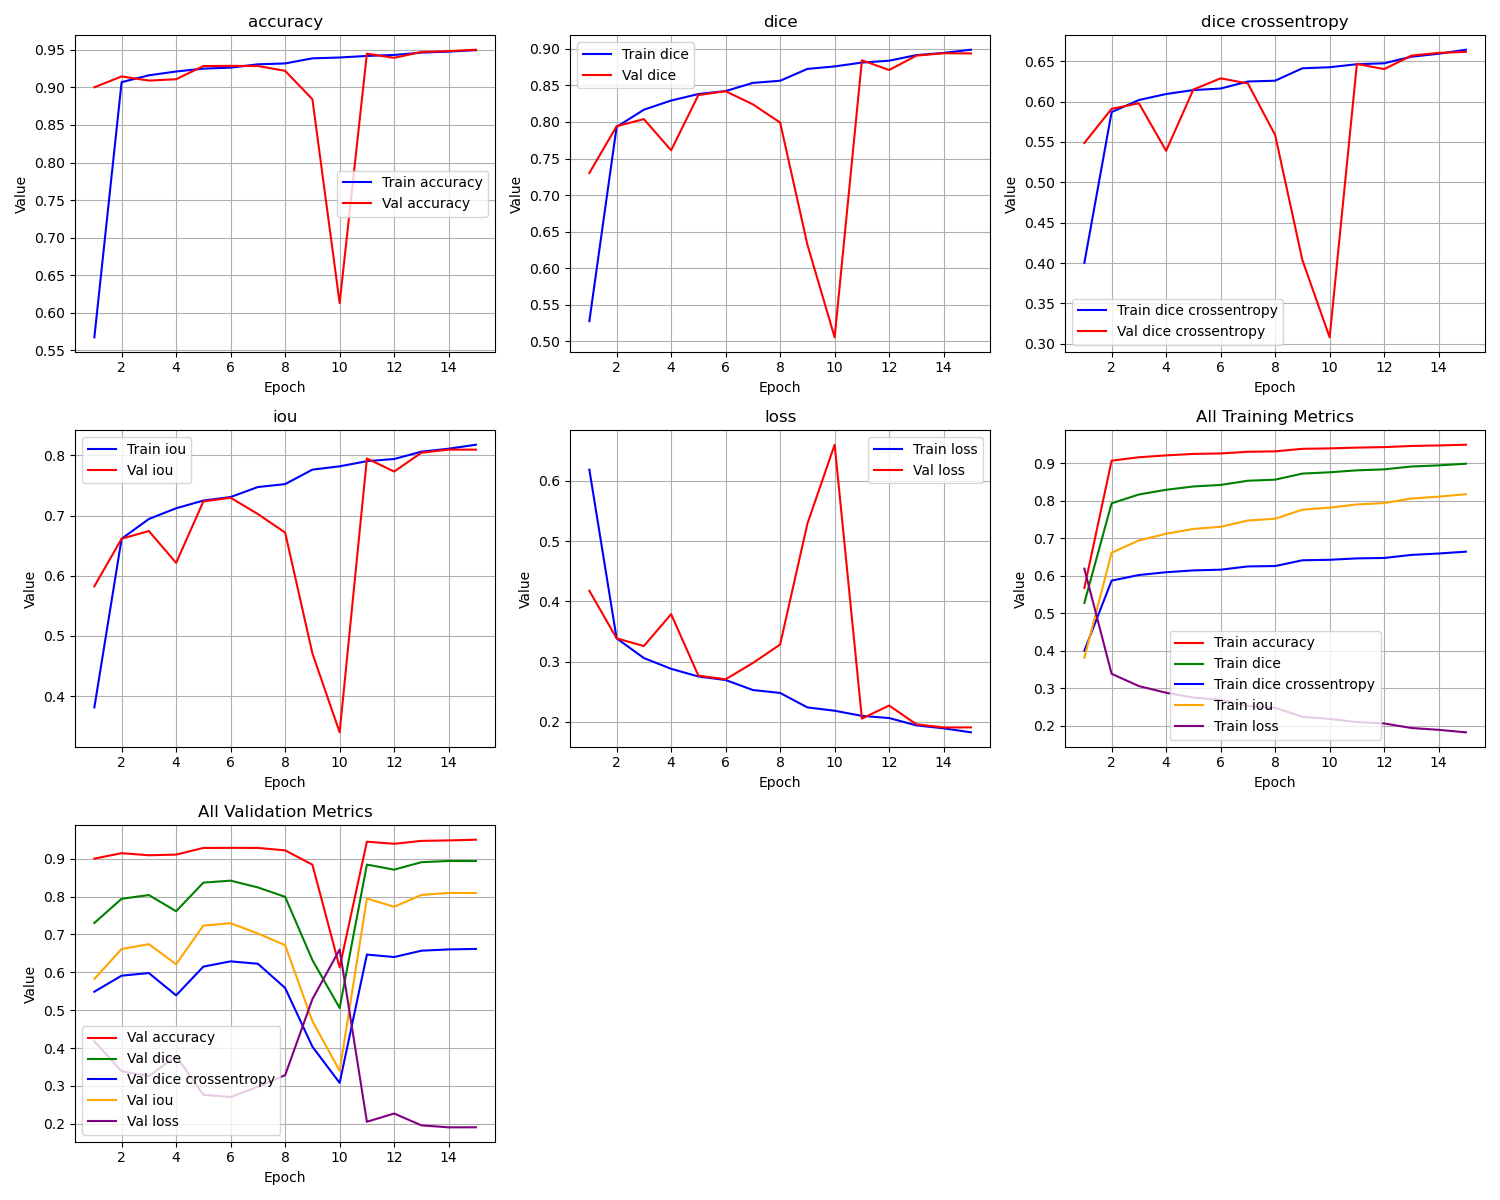 accuracy
0.95
0.90
0.85
0.80
0.75
0.70
0.65
0.60
0.55
Value
Train accuracy
Val accuracy
2 4 6 8 10 12 14
Epoch
dice
0.90
0.85
0.80
0.75
0.70
0.65
0.60
0.55
0.50
Value
Train dice
Val dice
2 4 6 8 10 12 14
Epoch
dice crossentropy
0.65
0.60
0.55
0.50
0.45
0.40
0.35
0.30
Value
Train dice crossentropy
Val dice crossentropy
2 4 6 8 10 12 14
Epoch
iou
0.8
0.7
0.6
0.5
0.4
Value
Train iou
Val iou
2 4 6 8 10 12 14
Epoch
loss
0.6
0.5
0.4
0.3
0.2
Value
Train loss
Val loss
2 4 6 8 10 12 14
Epoch
All Training Metrics
0.9
0.8
0.7
0.6
0.5
0.4
0.3
0.2
Value
Train accuracy
Train dice
Train dice crossentropy
Train iou
Train loss
2 4 6 8 10 12 14
Epoch
All Validation Metrics
0.9
0.8
0.7
0.6
0.5
0.4
0.3
0.2
Value
Val accuracy
Val dice
Val dice crossentropy
Val iou
Val loss
2 4 6 8 10 12 14
Epoch